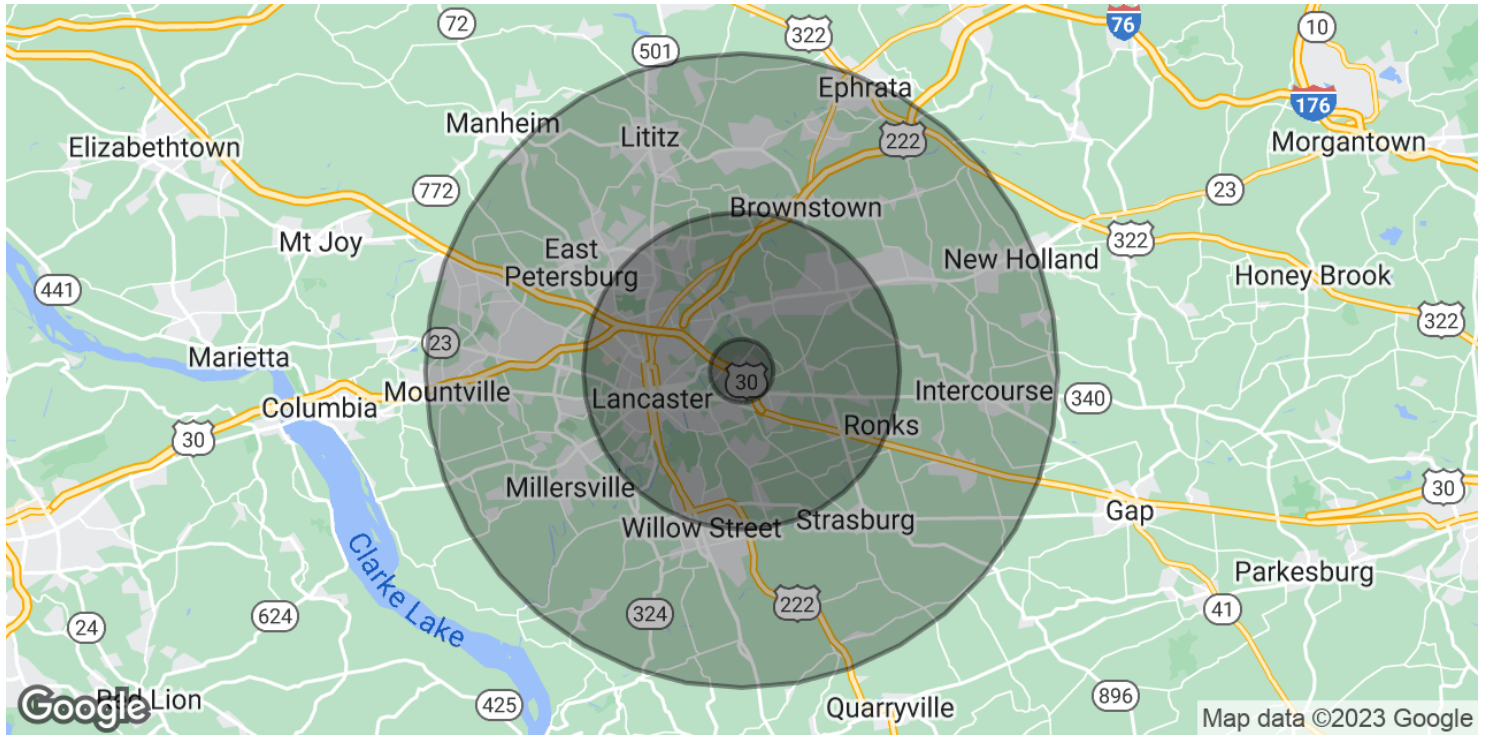 72
322
76
10
501
Ephrata
176
Manheim
Lititz
222
Morgantown
Elizabethtown
772
23
Brownstown
Mt Joy
East
Petersburg
322
New Holland
Honey Brook
441
322
23
Marietta
30
Mountville
Lancaster
Intercourse
340
Columbia
30
Ronks
Millersville
30
Willow Street
Strasburg
Gap
Clarke Lake
Parkesburg
624
324
222
41
24
Red Lion
425
Quarryville
896
Google
Map data ©2023 Google